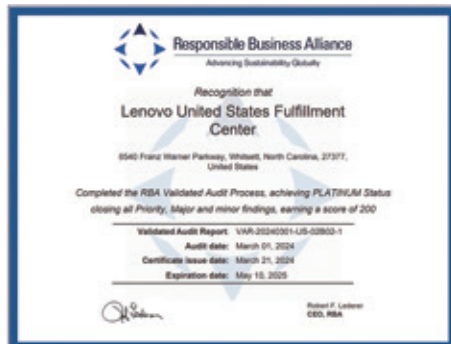 Responsible Business Alliance
Advancing Sustainability Globally
Recognition that
Lenovo United States Fulfillment
Center
6540 Franz Warner Parkway, Whitsett, North Carolina, 27377,
United States
Completed the RBA Validated Audit Process, achieving PLATINUM Status
closing all Priority, Major and minor findings, earning a score of 200
Validated Audit Report: VAR-20240301-US-02B02-1
Audit date: March 01, 2024
Certificate issue date: March 21, 2024
Expiration date: May 10, 2025
Robert F. Lederer
CEO, RBA